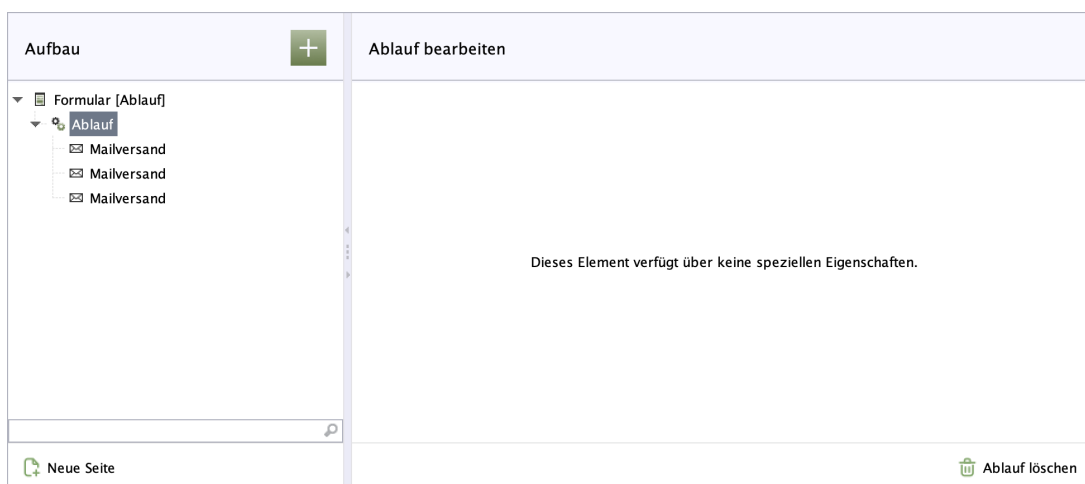 Aufbau
Ablauf bearbeiten
Formular [Ablauf]
Ablauf
Mailversand
Mailversand
Mailversand
Dieses Element verfügt über keine speziellen Eigenschaften.
Neue Seite
Ablauf löschen